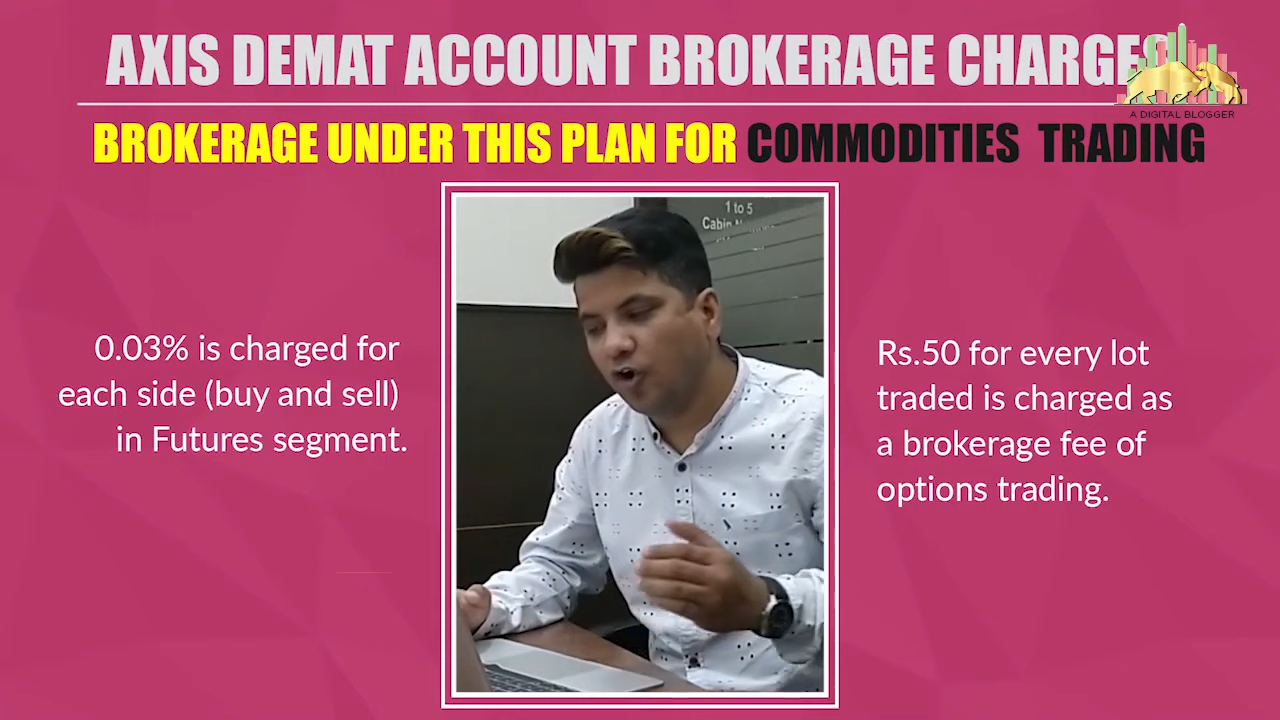 AXIS DEMAT ACCOUNT BROKERAGE CHARGES
A DIGITAL BLOGGER
BROKERAGE UNDER THIS PLAN FOR COMMODITIES TRADING
1 to 5
0.03% is charged for
each side (buy and sell)
in Futures segment.
Rs.50 for every lot
traded is charged as
a brokerage fee of
options trading.